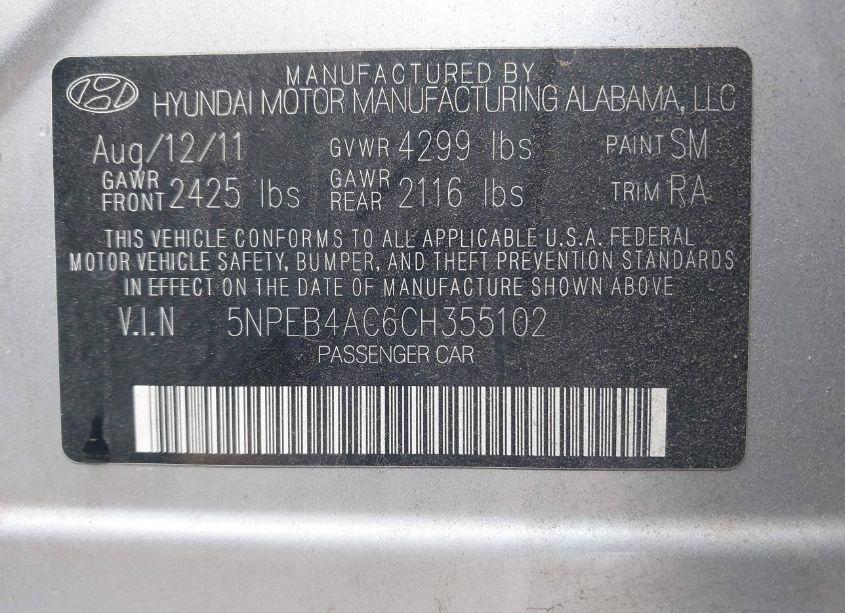 MANUFACTURED BY
HYUNDAI MOTOR MANUFACTURING ALABAMA, LLC
Aug/12/11 GVWR 4299 lbs PAINT SM
GAWR FRONT 2425 lbs GAWR REAR 2116 lbs TRIM RA
THIS VEHICLE CONFORMS TO ALL APPLICABLE U.S.A. FEDERAL
MOTOR VEHICLE SAFETY, BUMPER, AND THEFT PREVENTION STANDARDS
IN EFFECT ON THE DATE OF MANUFACTURE SHOWN ABOVE
V.I.N 5NPEB4AC6CH355102
PASSENGER CAR